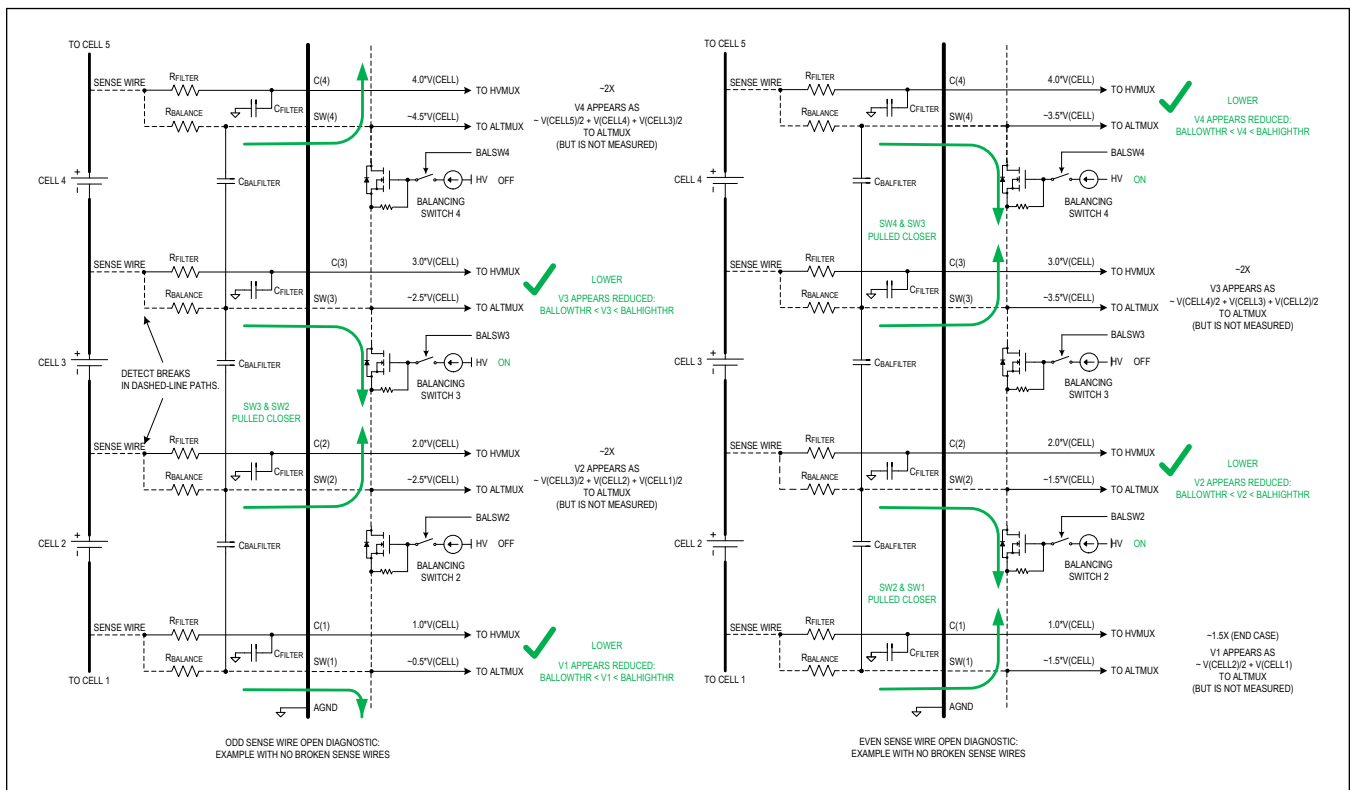 TO CELL 5
SENSE WIRE
RFILTER
CFILTER
C(4)
4.0*V(CELL)
TO HVMUX
RBALANCE
SW(4)
~4.5*V(CELL)
TO ALTMUX
~2X
V4 APPEARS AS
~ V(CELL5)/2 + V(CELL4) + V(CELL3)/2
TO ALTMUX
(BUT IS NOT MEASURED)
BALSW4
HV OFF
BALANCING
SWITCH 4
+
CELL 4
-
CBALFILTER
SENSE WIRE
RFILTER
CFILTER
C(3)
3.0*V(CELL)
TO HVMUX
RBALANCE
SW(3)
~2.5*V(CELL)
TO ALTMUX
LOWER
V3 APPEARS REDUCED:
BALLOWTHR < V3 < BALHIGHTHR
BALSW3
HV ON
BALANCING
SWITCH 3
+
CELL 3
-
DETECT BREAKS
IN DASHED-LINE PATHS.
CBALFILTER
SW3 & SW2
PULLED CLOSER
SENSE WIRE
RFILTER
CFILTER
C(2)
2.0*V(CELL)
TO HVMUX
RBALANCE
SW(2)
~2.5*V(CELL)
TO ALTMUX
~2X
V2 APPEARS AS
~ V(CELL3)/2 + V(CELL2) + V(CELL1)/2
TO ALTMUX
(BUT IS NOT MEASURED)
BALSW2
HV OFF
BALANCING
SWITCH 2
+
CELL 2
-
CBALFILTER
SENSE WIRE
RFILTER
CFILTER
C(1)
1.0*V(CELL)
TO HVMUX
RBALANCE
SW(1)
~0.5*V(CELL)
TO ALTMUX
LOWER
V1 APPEARS REDUCED:
BALLOWTHR < V1 < BALHIGHTHR
TO CELL 1
AGND
ODD SENSE WIRE OPEN DIAGNOSTIC:
EXAMPLE WITH NO BROKEN SENSE WIRES
TO CELL 5
SENSE WIRE
RFILTER
CFILTER
C(4)
4.0*V(CELL)
TO HVMUX
RBALANCE
SW(4)
~3.5*V(CELL)
TO ALTMUX
LOWER
V4 APPEARS REDUCED:
BALLOWTHR < V4 < BALHIGHTHR
BALSW4
HV ON
BALANCING
SWITCH 4
+
CELL 4
-
CBALFILTER
SW4 & SW3
PULLED CLOSER
SENSE WIRE
RFILTER
CFILTER
C(3)
3.0*V(CELL)
TO HVMUX
RBALANCE
SW(3)
~3.5*V(CELL)
TO ALTMUX
~2X
V3 APPEARS AS
~ V(CELL4)/2 + V(CELL3) + V(CELL2)/2
TO ALTMUX
(BUT IS NOT MEASURED)
BALSW3
HV OFF
BALANCING
SWITCH 3
+
CELL 3
-
CBALFILTER
SENSE WIRE
RFILTER
CFILTER
C(2)
2.0*V(CELL)
TO HVMUX
RBALANCE
SW(2)
~1.5*V(CELL)
TO ALTMUX
LOWER
V2 APPEARS REDUCED:
BALLOWTHR < V2 < BALHIGHTHR
BALSW2
HV ON
BALANCING
SWITCH 2
+
CELL 2
-
CBALFILTER
SW2 & SW1
PULLED CLOSER
SENSE WIRE
RFILTER
CFILTER
C(1)
1.0*V(CELL)
TO HVMUX
RBALANCE
SW(1)
~1.5*V(CELL)
TO ALTMUX
~1.5X (END CASE)
V1 APPEARS AS
~ V(CELL2)/2 + V(CELL1)
TO ALTMUX
(BUT IS NOT MEASURED)
TO CELL 1
AGND
EVEN SENSE WIRE OPEN DIAGNOSTIC:
EXAMPLE WITH NO BROKEN SENSE WIRES